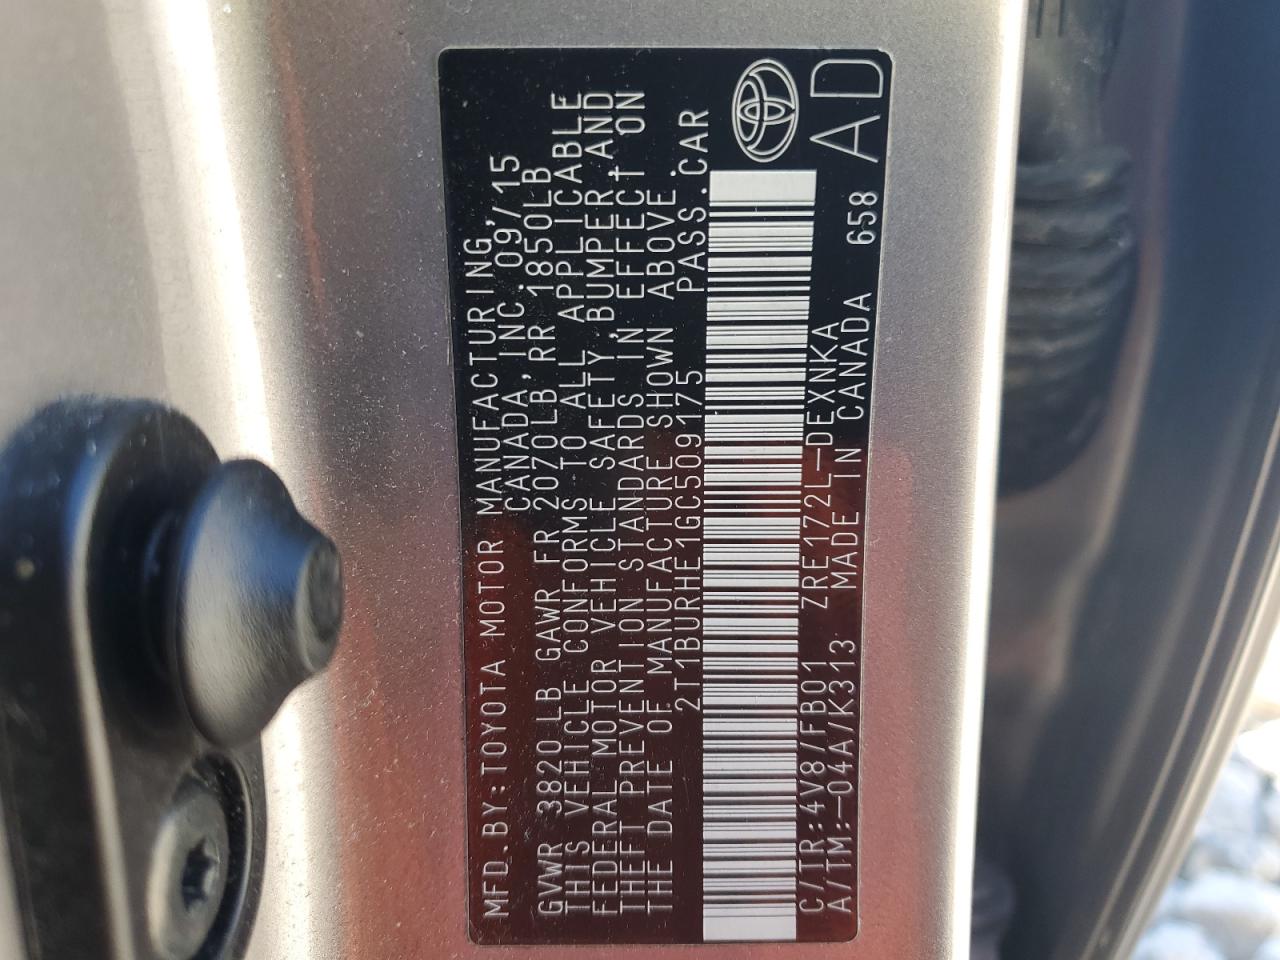 MFD.BY:TOYOTA MOTOR MANUFACTURING,
CANADA, INC. 09/15
GVWR 3820LB GAWR FR 2070LB, RR 1850LB
THIS VEHICLE CONFORMS TO ALL APPLICABLE
FEDERAL MOTOR VEHICLE SAFETY, BUMPER, AND
THEFT PREVENTION STANDARDS IN EFFECT ON
THE DATE OF MANUFACTURE SHOWN ABOVE.
2T1BURHE1GC509175 PASS.CAR
C/TR:4V8/FB01 ZRE172L-DEXNKA
A/TM:-04A/K313 MADE IN CANADA 658
AD